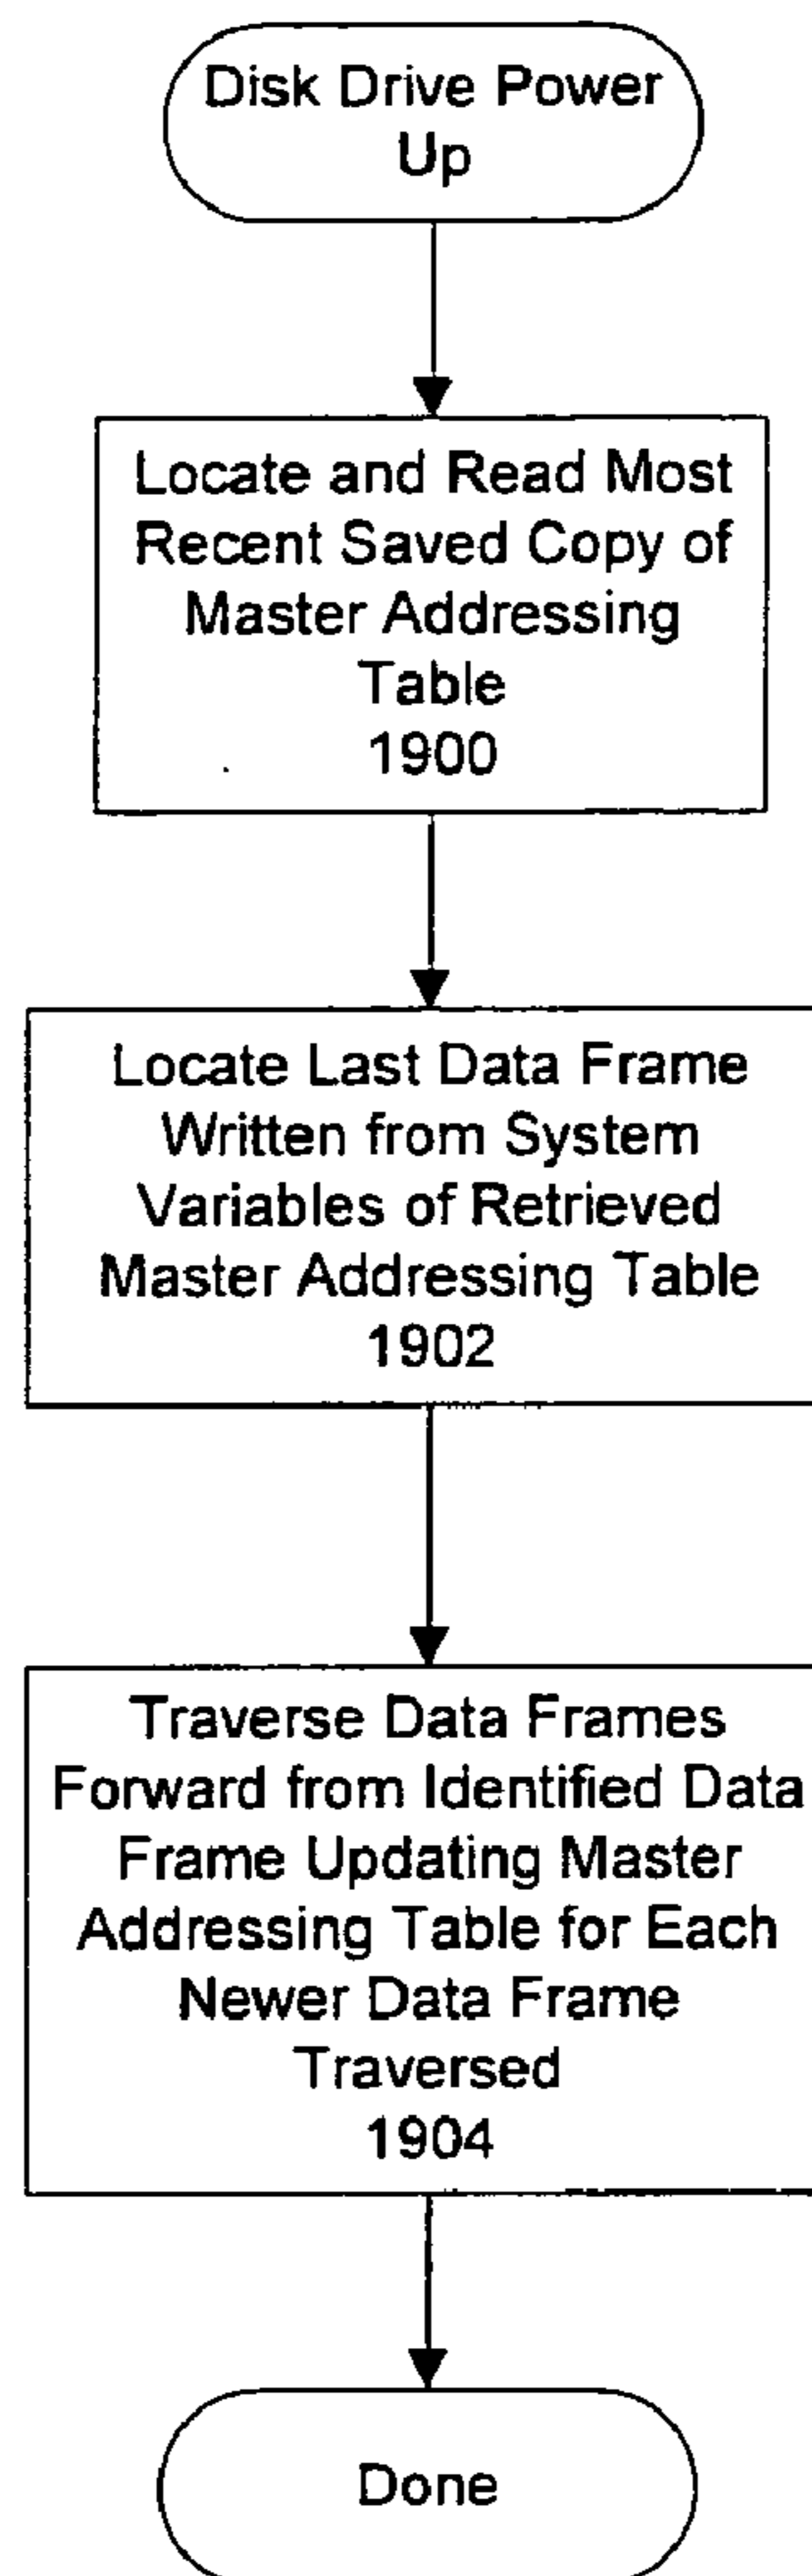 Disk Drive Power
Up
Locate and Read Most
Recent Saved Copy of
Master Addressing
Table
1900
Locate Last Data Frame
Written from System
Variables of Retrieved
Master Addressing Table
1902
Traverse Data Frames
Forward from Identified Data
Frame Updating Master
Addressing Table for Each
Newer Data Frame
Traversed
1904
Done